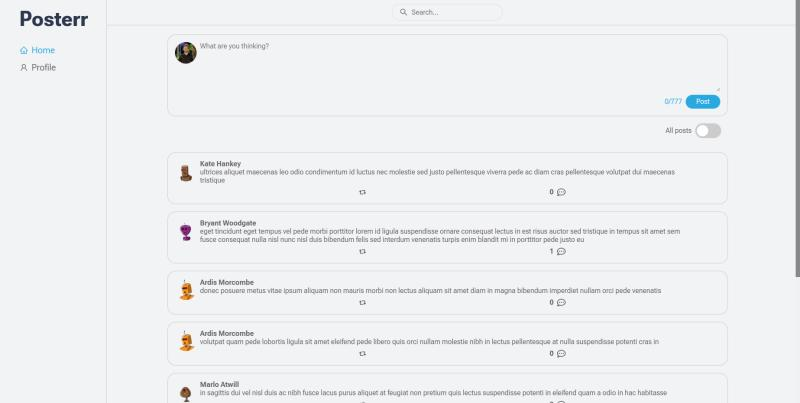 Posterr
Search...
Home
Profile
What are you thinking?
0/777 Post
All posts
Kate Hankey
ultrices aliquet maecenas leo odio condimentum id luctus nec molestie sed justo pellentesque viverra pede ac diam cras pellentesque volutpat dui maecenas
tristique
0
Bryant Woodgate
eget tincidunt eget tempus vel pede morbi porttitor lorem id ligula suspendisse ornare consequat lectus in est risus auctor sed tristique in tempus sit amet sem
fusce consequat nulla nisl nunc nisl duis bibendum felis sed interdum venenatis turpis enim blandit mi in porttitor pede justo eu
1
Ardis Morcombe
donec posuere metus vitae ipsum aliquam non mauris morbi non lectus aliquam sit amet diam in magna bibendum imperdiet nullam orci pede venenatis
0
Ardis Morcombe
volutpat quam pede lobortis ligula sit amet eleifend pede libero quis orci nullam molestie nibh in lectus pellentesque at nulla suspendisse potenti cras in
0
Marlo Atwill
in sagittis dui vel nisl duis ac nibh fusce lacus purus aliquet at feugiat non pretium quis lectus suspendisse potenti in eleifend quam a odio in hac habitasse